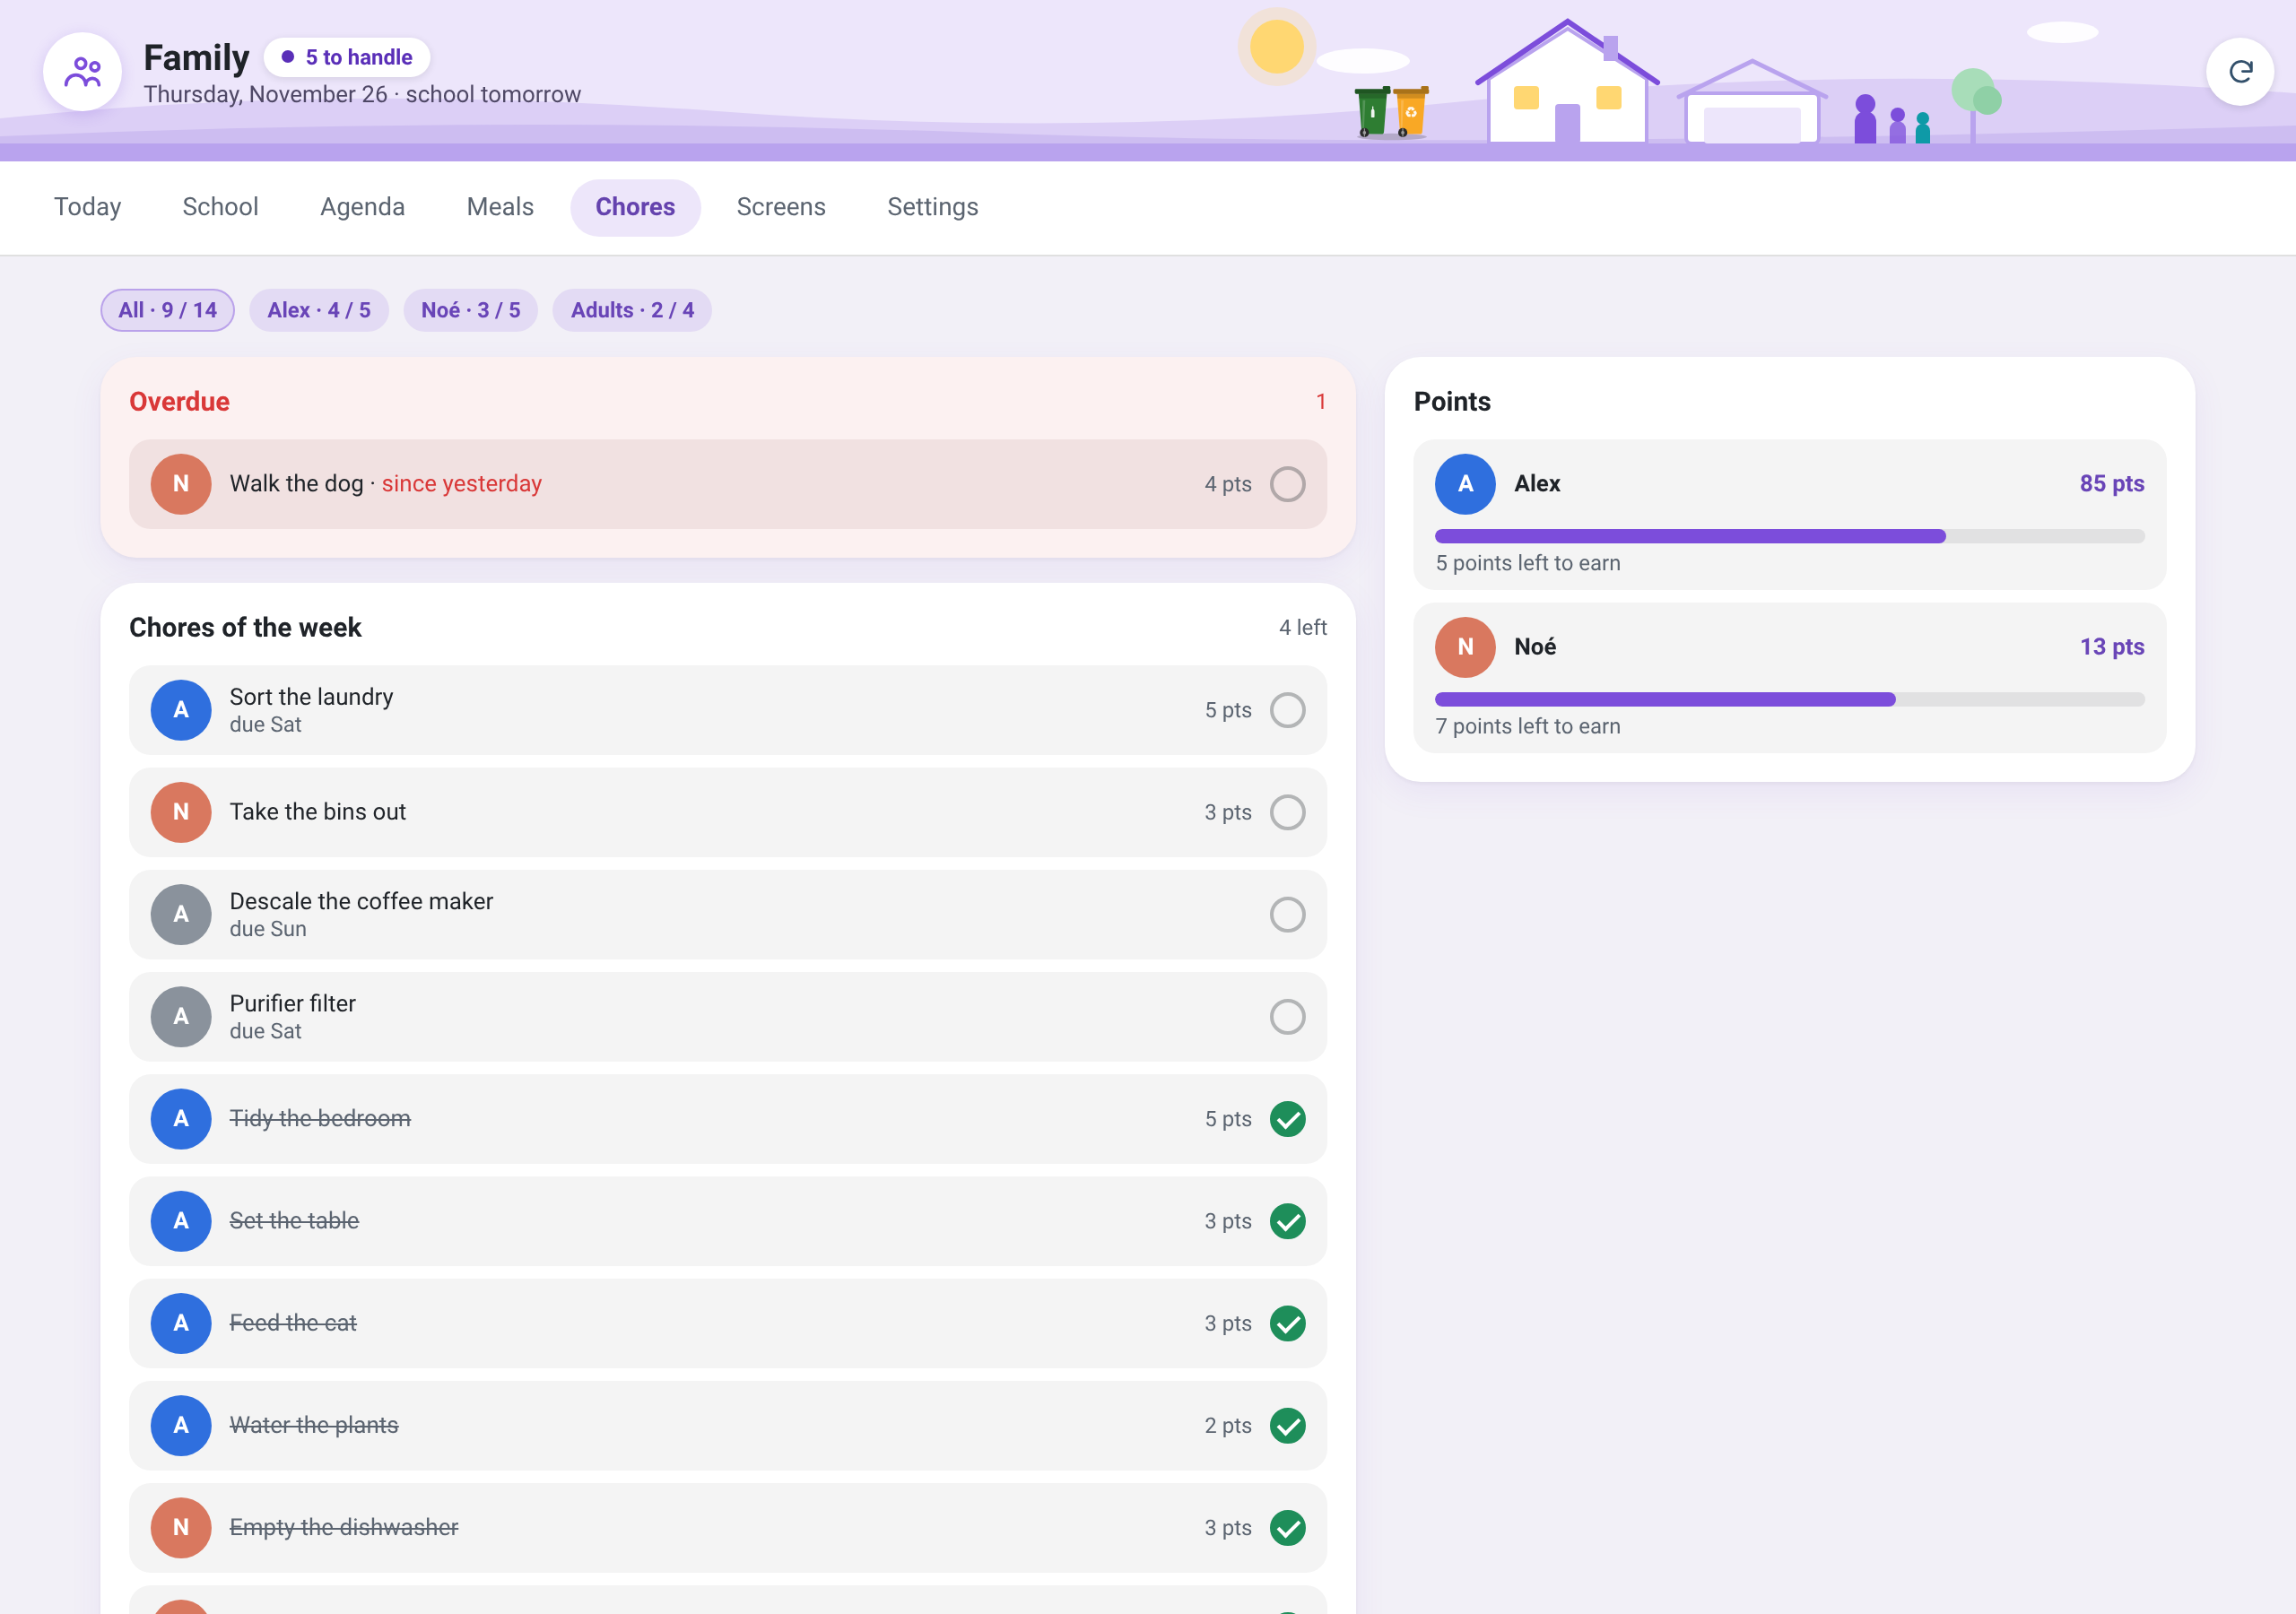 Family
5 to handle
Thursday, November 26 · school tomorrow
Today
School
Agenda
Meals
Chores
Screens
Settings
All · 9 / 14
Alex · 4 / 5
Noé · 3 / 5
Adults · 2 / 4
Overdue
1
N
Walk the dog · since yesterday
4 pts
Chores of the week
4 left
A
Sort the laundry
due Sat
5 pts
N
Take the bins out
3 pts
A
Descale the coffee maker
due Sun
A
Purifier filter
due Sat
A
Tidy the bedroom
5 pts
A
Set the table
3 pts
A
Feed the cat
3 pts
A
Water the plants
2 pts
N
Empty the dishwasher
3 pts
Points
A
Alex
85 pts
5 points left to earn
N
Noé
13 pts
7 points left to earn